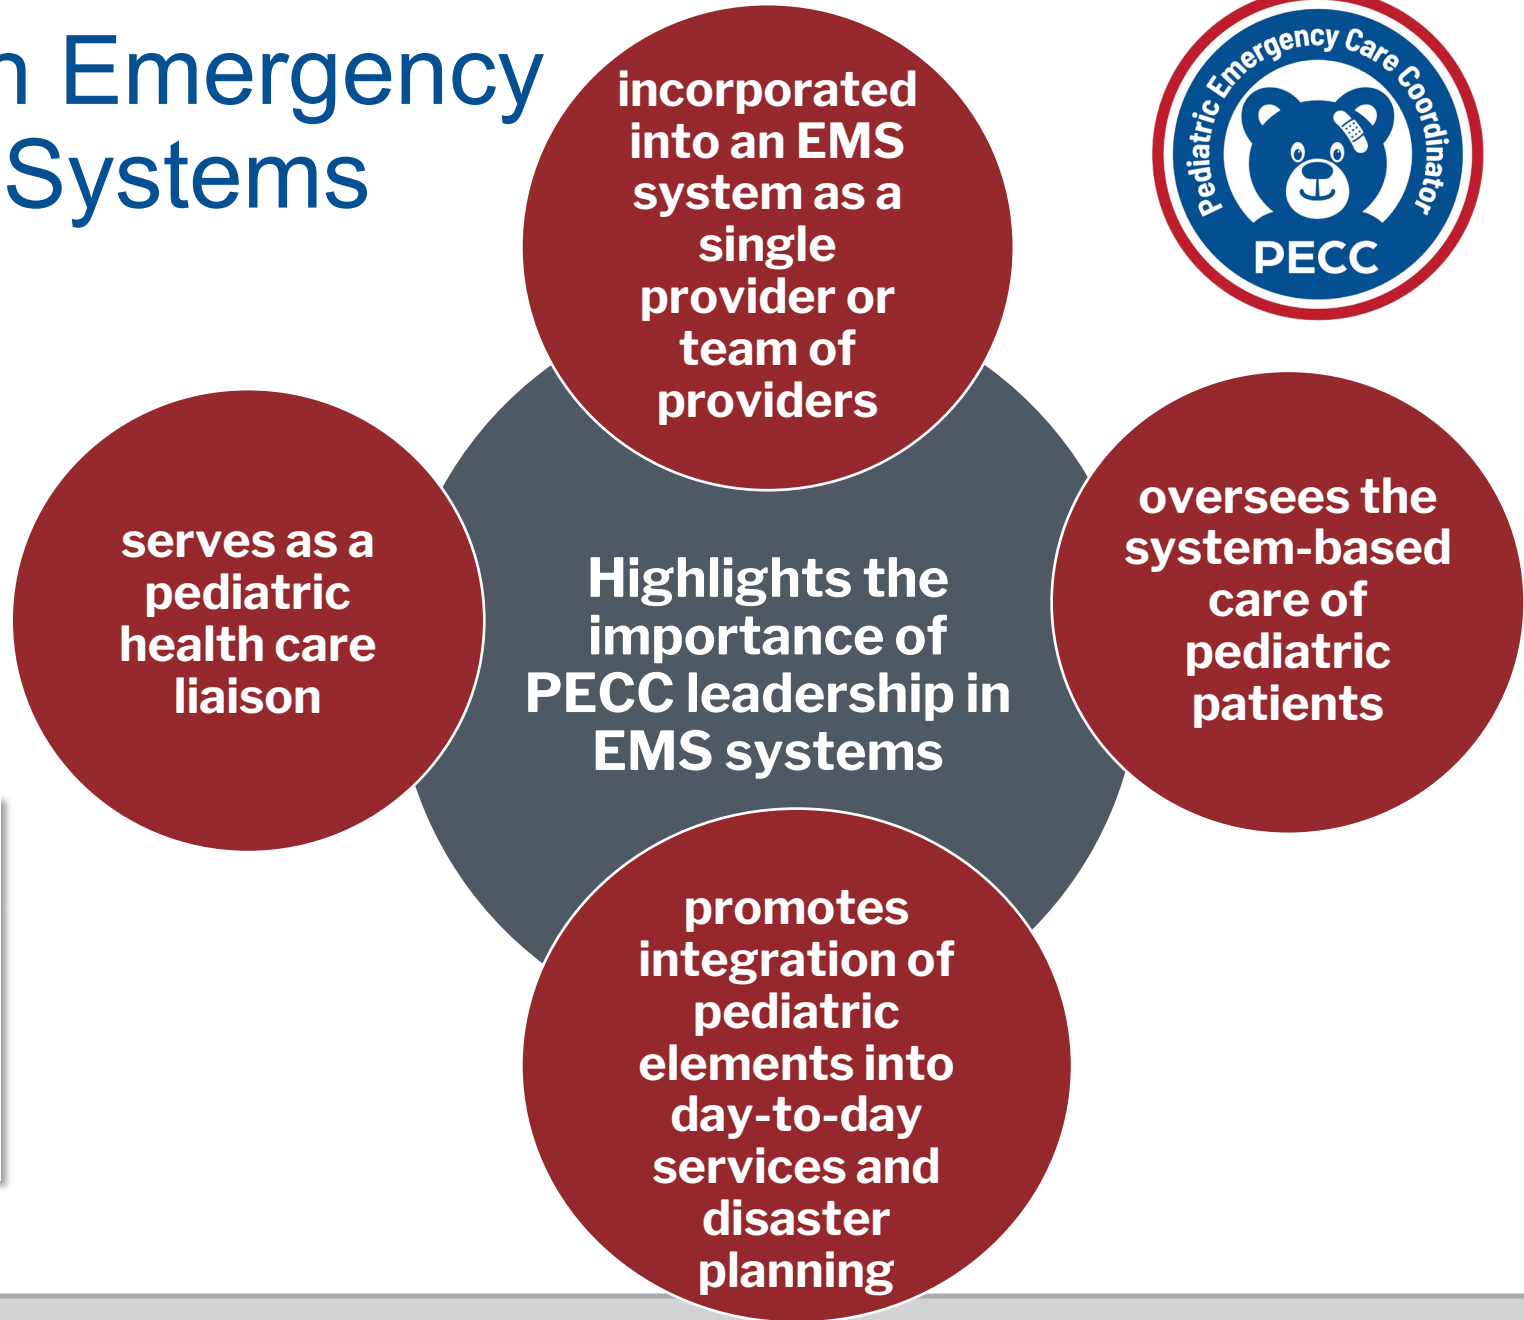 n Emergency
Systems
Pediatric Emergency Care Coordinator
PECC
incorporated
into an EMS
system as a
single
provider or
team of
providers
serves as a
pediatric
health care
liaison
Highlights the
importance of
PECC leadership in
EMS systems
oversees the
system-based
care of
pediatric
patients
promotes
integration of
pediatric
elements into
day-to-day
services and
disaster
planning